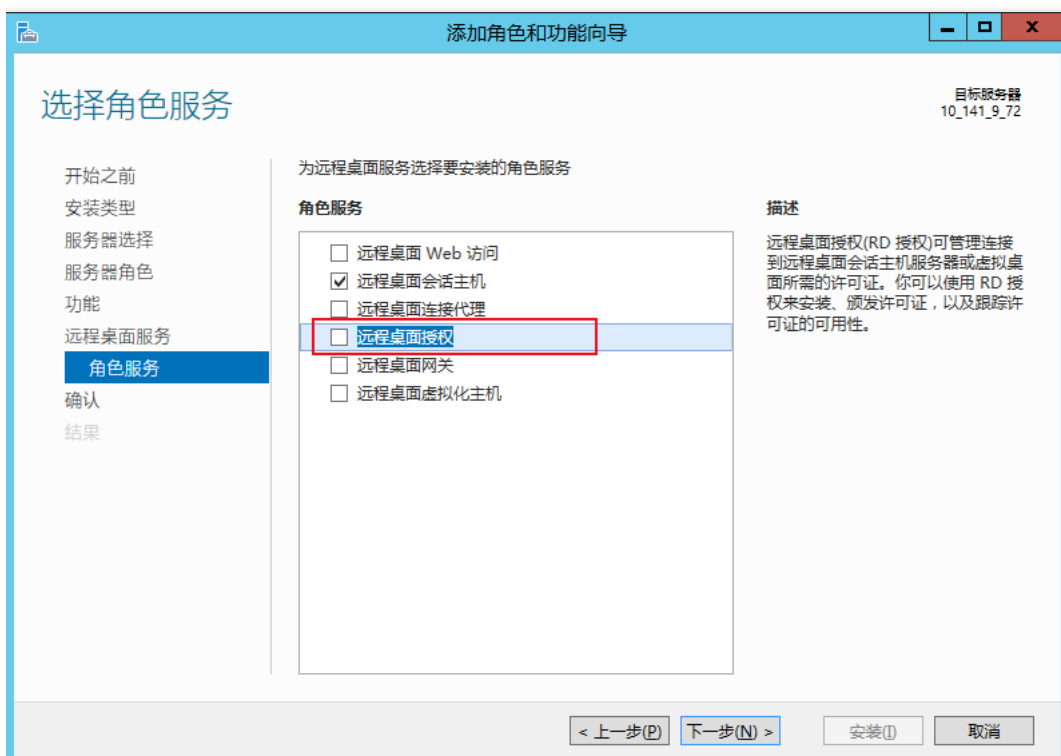 添加角色和功能向导
选择角色服务
目标服务器
10_141_9_72
开始之前
安装类型
服务器选择
服务器角色
功能
远程桌面服务
角色服务
确认
结果
为远程桌面服务选择要安装的角色服务
角色服务
远程桌面 Web 访问
远程桌面会话主机
远程桌面连接代理
远程桌面授权
远程桌面网关
远程桌面虚拟化主机
描述
远程桌面授权(RD 授权)可管理连接
到远程桌面会话主机服务器或虚拟桌
面所需的许可证。你可以使用 RD 授
权来安装、颁发许可证，以及跟踪许
可证的可用性。
< 上一步(P)
下一步(N) >
安装(I)
取消